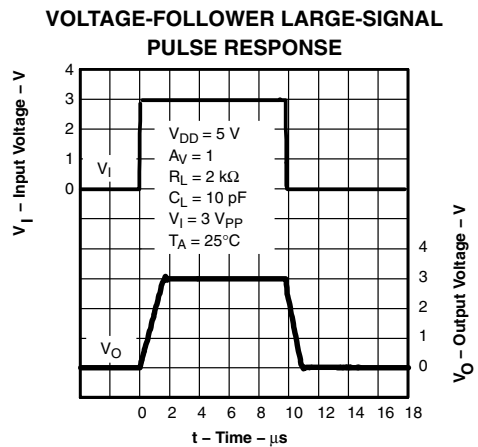 VOLTAGE-FOLLOWER LARGE-SIGNAL
PULSE RESPONSE
V_I – Input Voltage – V
4
3
2
1
0
V_I
V_DD = 5 V
A_V = 1
R_L = 2 kΩ
C_L = 10 pF
V_I = 3 V_PP
T_A = 25°C
V_O – Output Voltage – V
4
3
2
1
0
V_O
0 2 4 6 8 10 12 14 16 18
t – Time – μs